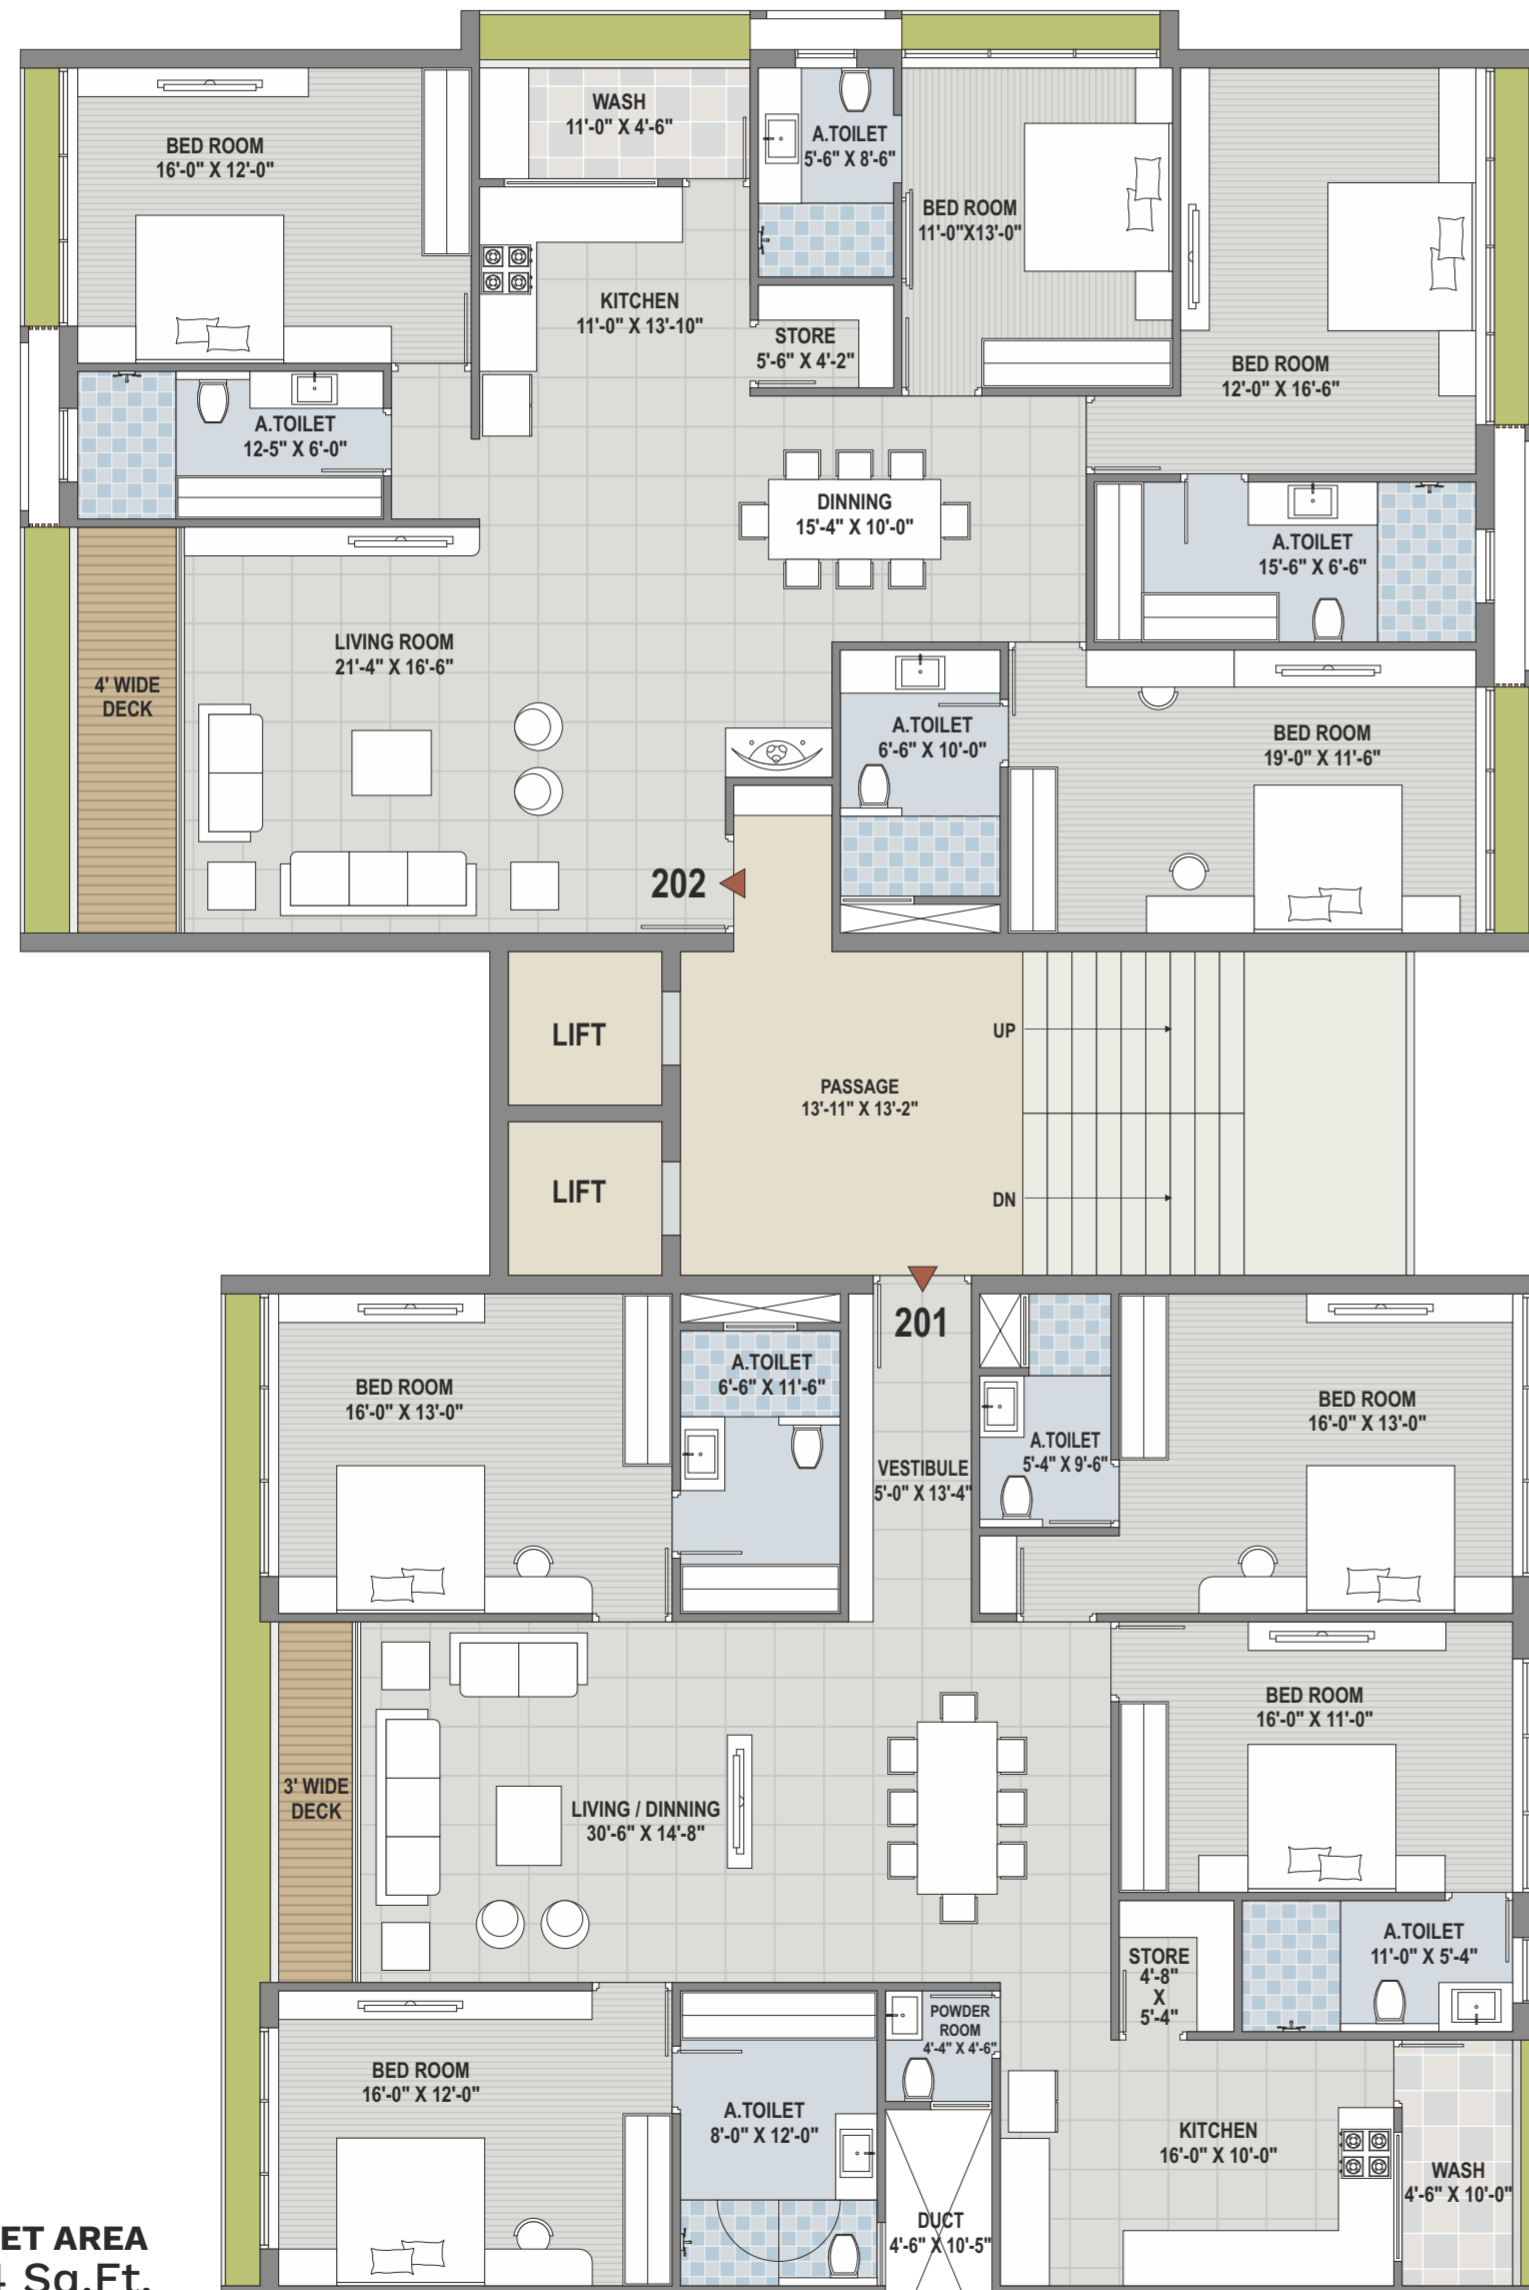 WASH
11'-0" X 4'-6"
BED ROOM
16'-0" X 12'-0"
A.TOILET
5'-6" X 8'-6"
BED ROOM
11'-0"X13'-0"
KITCHEN
11'-0" X 13'-10"
STORE
5'-6" X 4'-2"
BED ROOM
12'-0" X 16'-6"
A.TOILET
12-5" X 6'-0"
DINNING
15'-4" X 10'-0"
A.TOILET
15'-6" X 6'-6"
LIVING ROOM
21'-4" X 16'-6"
4' WIDE
DECK
A.TOILET
6'-6" X 10'-0"
BED ROOM
19'-0" X 11'-6"
202
LIFT
UP
PASSAGE
13'-11" X 13'-2"
LIFT
DN
201
A.TOILET
6'-6" X 11'-6"
BED ROOM
16'-0" X 13'-0"
BED ROOM
16'-0" X 13'-0"
A.TOILET
5'-4" X 9'-6"
VESTIBULE
5'-0" X 13'-4"
BED ROOM
16'-0" X 11'-0"
3' WIDE
DECK
LIVING / DINNING
30'-6" X 14'-8"
A.TOILET
11'-0" X 5'-4"
STORE
4'-8"
X
5'-4"
POWDER
ROOM
4'-4" X 4'-6"
BED ROOM
16'-0" X 12'-0"
A.TOILET
8'-0" X 12'-0"
KITCHEN
16'-0" X 10'-0"
WASH
4'-6" X 10'-0"
DUCT
4'-6" X 10'-5"
ET AREA
Sq.Ft.